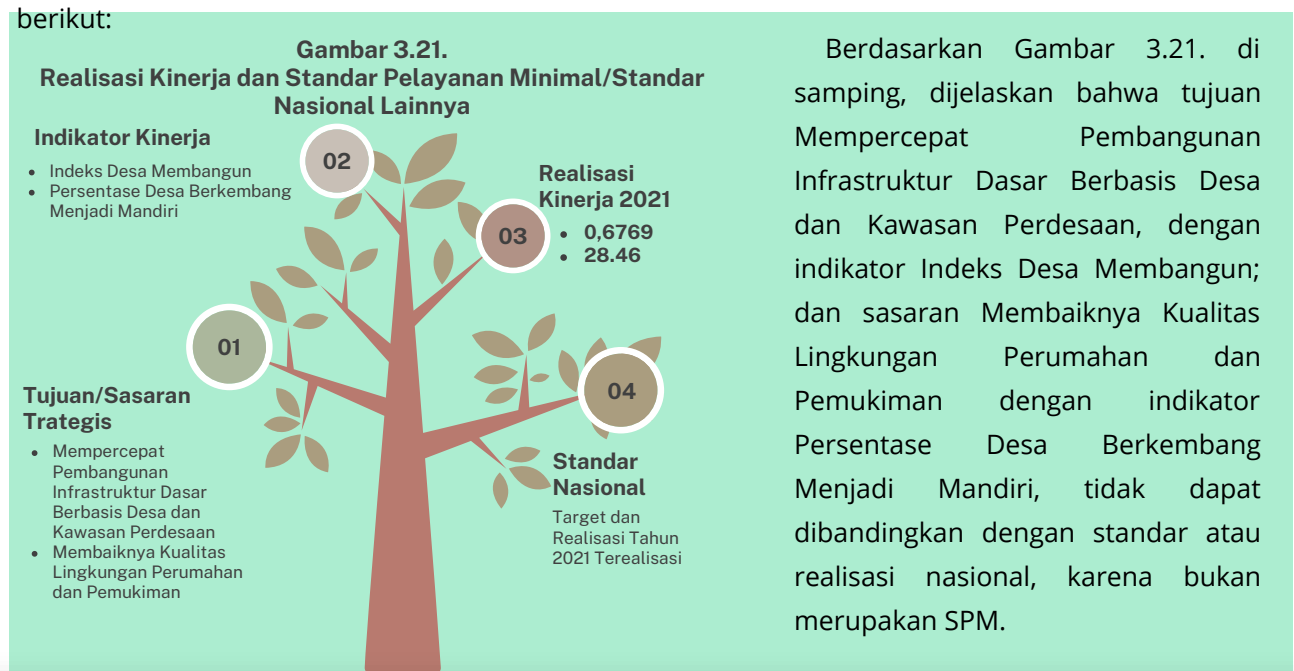 berikut:
Gambar 3.21.
Realisasi Kinerja dan Standar Pelayanan Minimal/Standar
Nasional Lainnya
Indikator Kinerja
• Indeks Desa Membangun
• Persentase Desa Berkembang
Menjadi Mandiri
02
Realisasi
Kinerja 2021
• 0,6769
• 28.46
03
01
Tujuan/Sasaran
Trategis
• Mempercepat
Pembangunan
Infrastruktur Dasar
Berbasis Desa dan
Kawasan Perdesaan
• Membaiknya Kualitas
Lingkungan Perumahan
dan Pemukiman
04
Standar
Nasional
Target dan
Realisasi Tahun
2021 Terealisasi
Berdasarkan Gambar 3.21. di
samping, dijelaskan bahwa tujuan
Mempercepat Pembangunan
Infrastruktur Dasar Berbasis Desa
dan Kawasan Perdesaan, dengan
indikator Indeks Desa Membangun;
dan sasaran Membaiknya Kualitas
Lingkungan Perumahan dan
Pemukiman dengan indikator
Persentase Desa Berkembang
Menjadi Mandiri, tidak dapat
dibandingkan dengan standar atau
realisasi nasional, karena bukan
merupakan SPM.